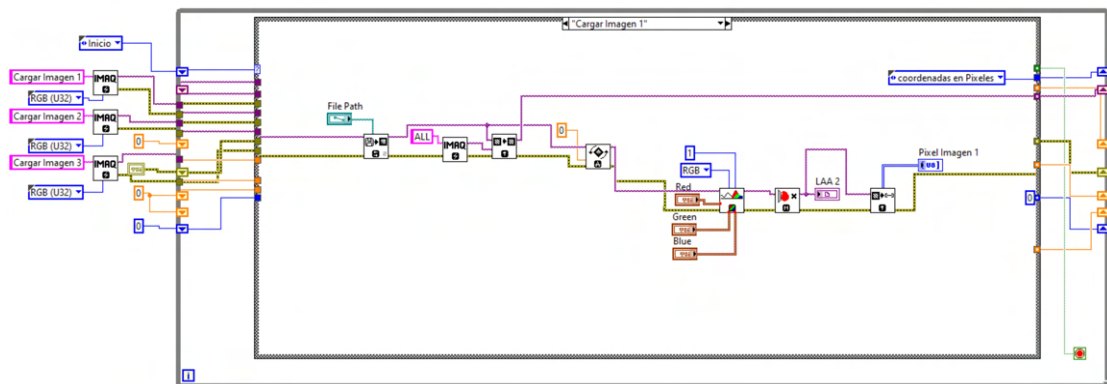 "Cargar Imagen 1"
Inicio
Cargar Imagen 1
IMAQ
RGB (U32)
Cargar Imagen 2
IMAQ
RGB (U32)
0
Cargar Imagen 3
IMAQ
RGB (U32)
0
0
File Path
ALL
IMAQ
0
1
RGB
Red
Green
Blue
LAA 2
Pixel Imagen 1
U8
coordenadas en Pixeles
0
i